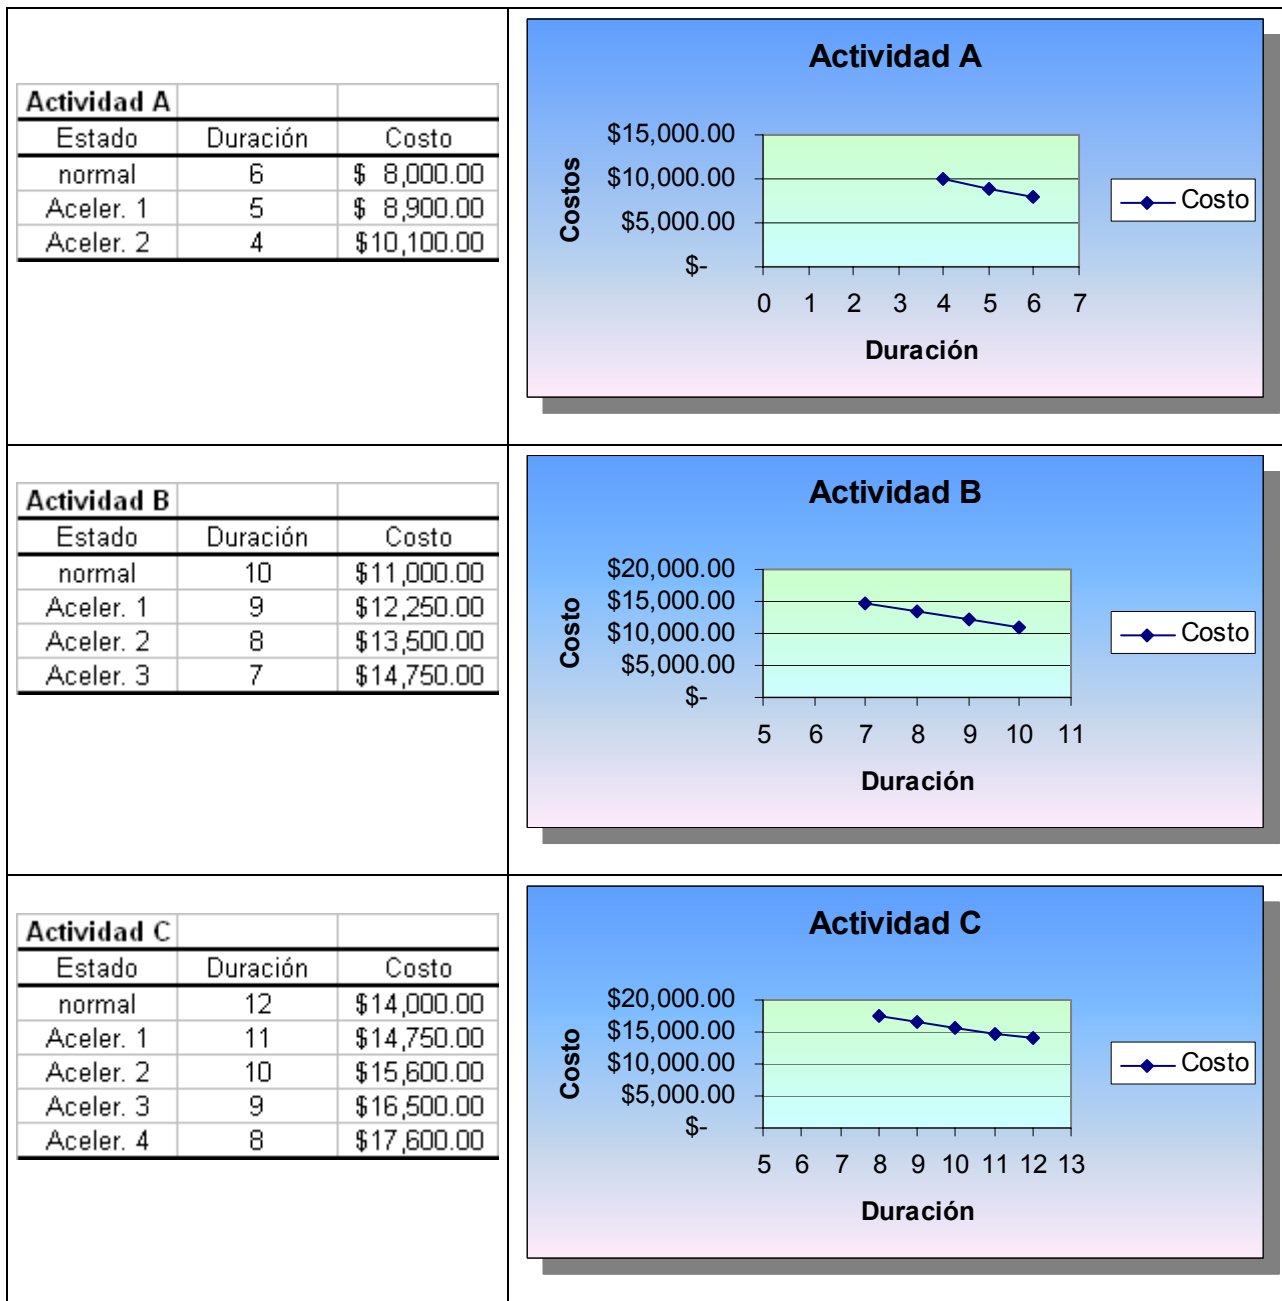 Actividad A
Estado Duración Costo
normal 6 $ 8,000.00
Aceler. 1 5 $ 8,900.00
Aceler. 2 4 $10,100.00
Actividad A
Costos
$15,000.00
$10,000.00
$5,000.00
$-
0 1 2 3 4 5 6 7
Duración
Costo
Actividad B
Estado Duración Costo
normal 10 $11,000.00
Aceler. 1 9 $12,250.00
Aceler. 2 8 $13,500.00
Aceler. 3 7 $14,750.00
Actividad B
Costo
$20,000.00
$15,000.00
$10,000.00
$5,000.00
$-
5 6 7 8 9 10 11
Duración
Costo
Actividad C
Estado Duración Costo
normal 12 $14,000.00
Aceler. 1 11 $14,750.00
Aceler. 2 10 $15,600.00
Aceler. 3 9 $16,500.00
Aceler. 4 8 $17,600.00
Actividad C
Costo
$20,000.00
$15,000.00
$10,000.00
$5,000.00
$-
5 6 7 8 9 10 11 12 13
Duración
Costo